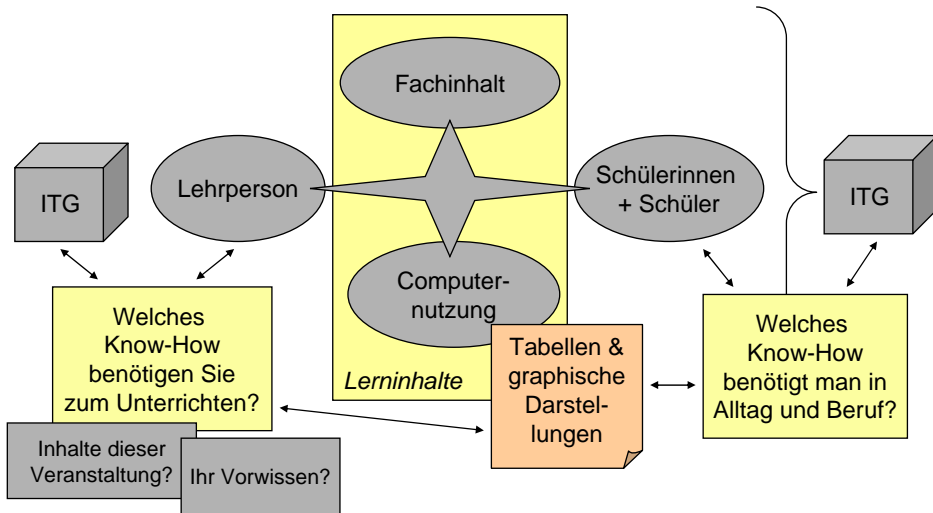 Fachinhalt
ITG
Lehrperson
Schülerinnen
+ Schüler
ITG
Computer-
nutzung
Lerninhalte
Welches
Know-How
benötigen Sie
zum Unterrichten?
Inhalte dieser
Veranstaltung?
Ihr Vorwissen?
Tabellen &
graphische
Darstel-
lungen
Welches
Know-How
benötigt man in
Alltag und Beruf?